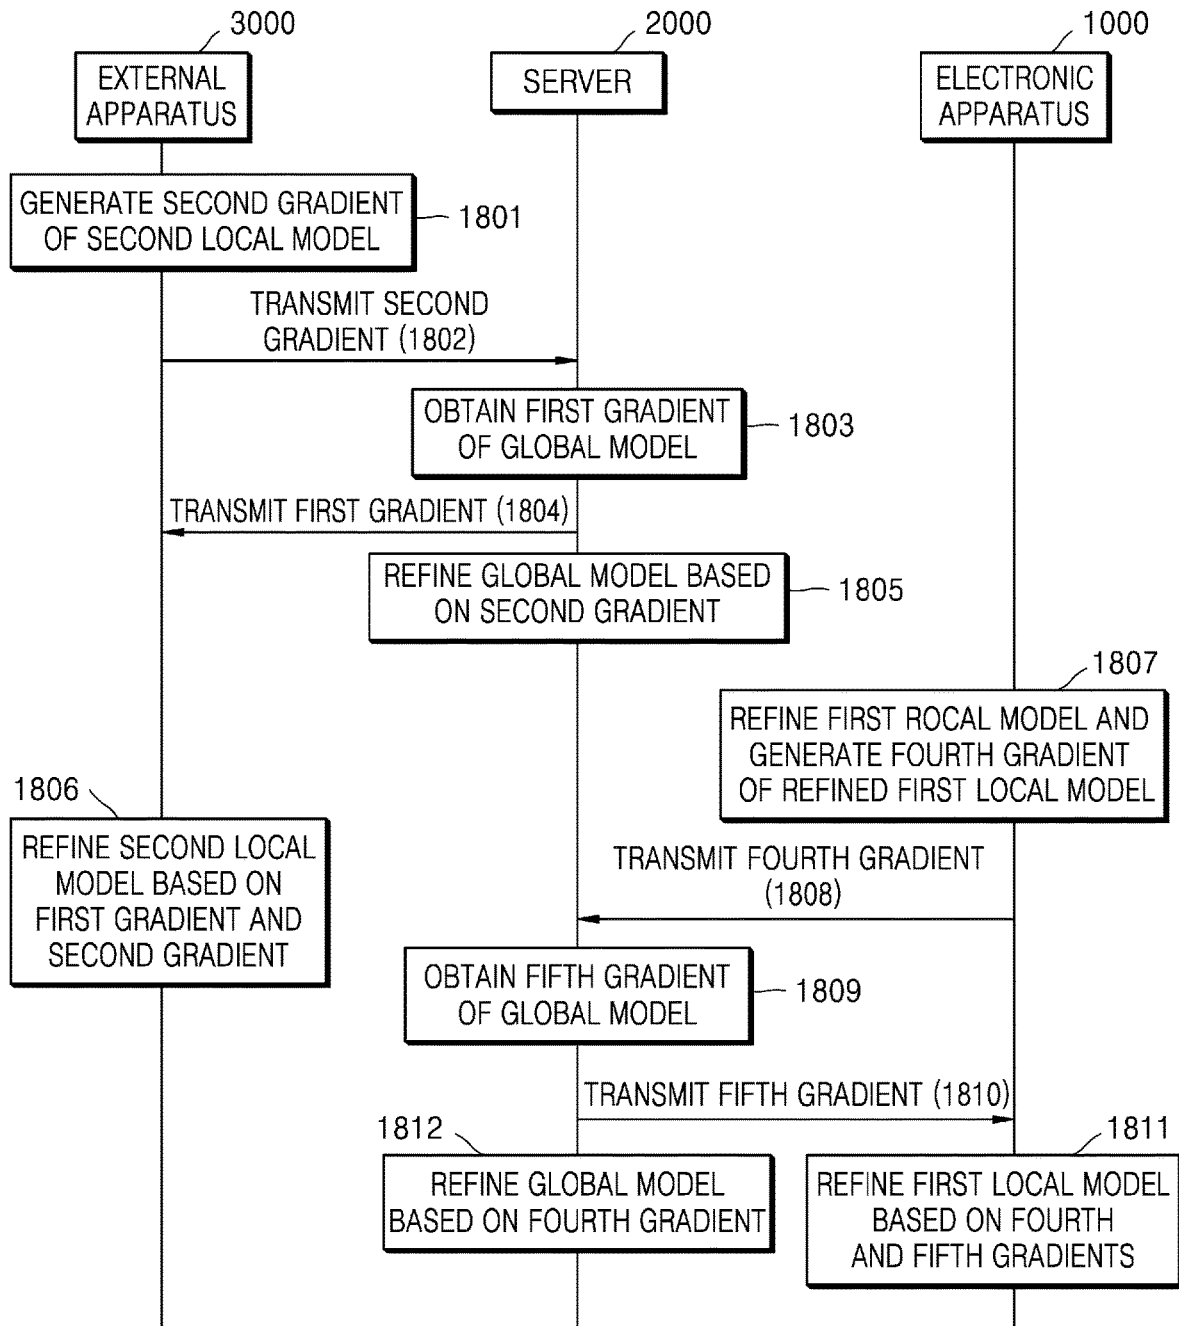 3000
2000
1000
EXTERNAL
APPARATUS
SERVER
ELECTRONIC
APPARATUS
GENERATE SECOND GRADIENT
OF SECOND LOCAL MODEL
1801
TRANSMIT SECOND
GRADIENT (1802)
OBTAIN FIRST GRADIENT
OF GLOBAL MODEL
1803
TRANSMIT FIRST GRADIENT (1804)
REFINE GLOBAL MODEL BASED
ON SECOND GRADIENT
1805
1807
REFINE FIRST ROCAL MODEL AND
GENERATE FOURTH GRADIENT
OF REFINED FIRST LOCAL MODEL
1806
REFINE SECOND LOCAL
MODEL BASED ON
FIRST GRADIENT AND
SECOND GRADIENT
TRANSMIT FOURTH GRADIENT
(1808)
OBTAIN FIFTH GRADIENT
OF GLOBAL MODEL
1809
TRANSMIT FIFTH GRADIENT (1810)
1812
REFINE GLOBAL MODEL
BASED ON FOURTH GRADIENT
1811
REFINE FIRST LOCAL MODEL
BASED ON FOURTH
AND FIFTH GRADIENTS